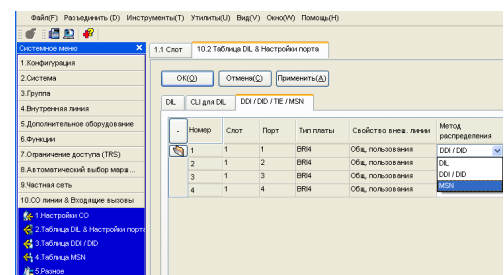 Файл(F) Разъединить (D) Инструменты(T) Утилиты(U) Вид(V) Окно(W) Помощь(H)
Системное меню
1.1 Слот
10.2 Таблица DIL & Настройки порта
1.Конфигурация
2.Система
3.Группа
4.Внутренняя линия
5.Дополнительное оборудование
6.Функции
7.Ограничение доступа (TRS)
8.Автоматический выбор марш...
9.Частная сеть
10.CO линии & Входящие вызовы
1.Настройки CO
2.Таблица DIL & Настройки порта
3.Таблица DDI / DID
4.Таблица MSN
5.Разное
OK(O) Отмена(C) Применить(A)
DIL CLI для DIL DDI / DID / TIE / MSN
- Номер Слот Порт Тип платы Свойство внеш. линии Метод распределения
1 1 1 BRI4 Общ. пользования DDI / DID
2 1 2 BRI4 Общ. пользования
3 1 3 BRI4 Общ. пользования
4 1 4 BRI4 Общ. пользования
DIL
DDI / DID
MSN